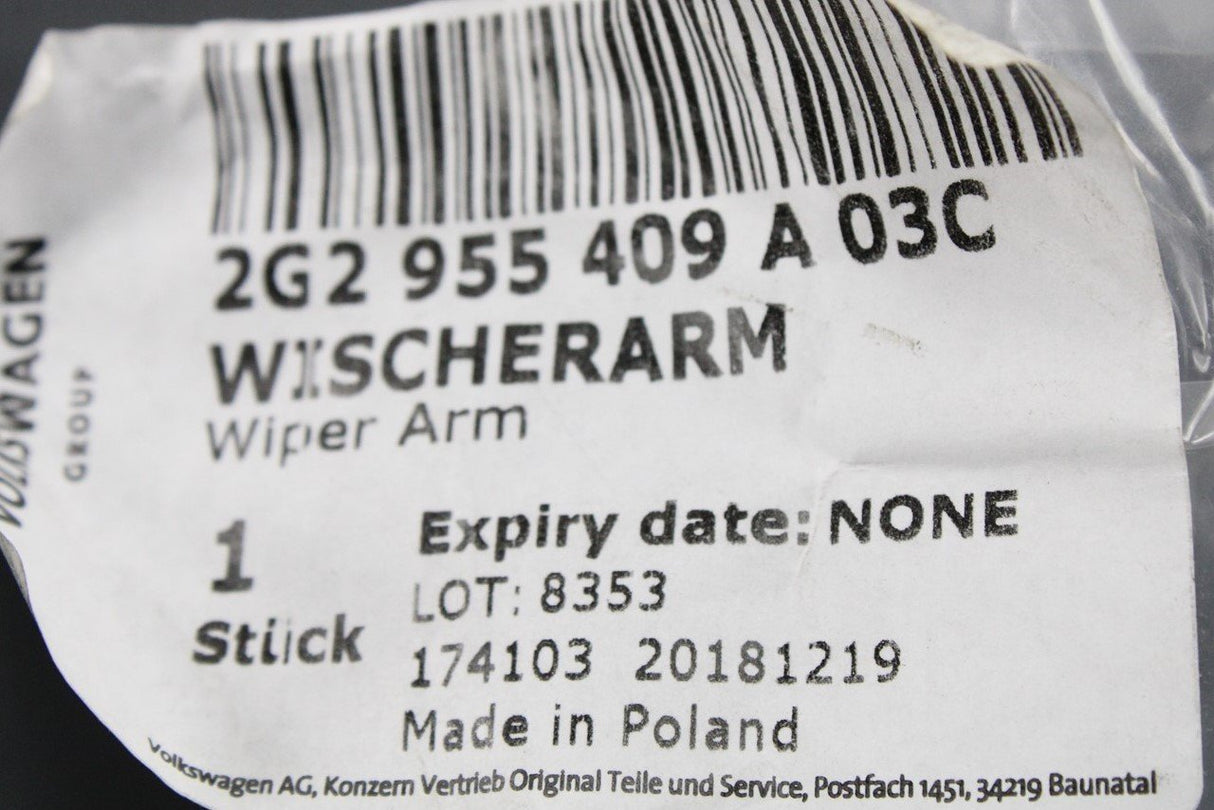 VOLKSWAGEN
GROUP
2G2 955 409 A 03C
WISCHERARM
Wiper Arm
1
Stück
Expiry date: NONE
LOT: 8353
174103 20181219
Made in Poland
Volkswagen AG, Konzern Vertrieb Original Teile und Service, Postfach 1451, 34219 Baunatal